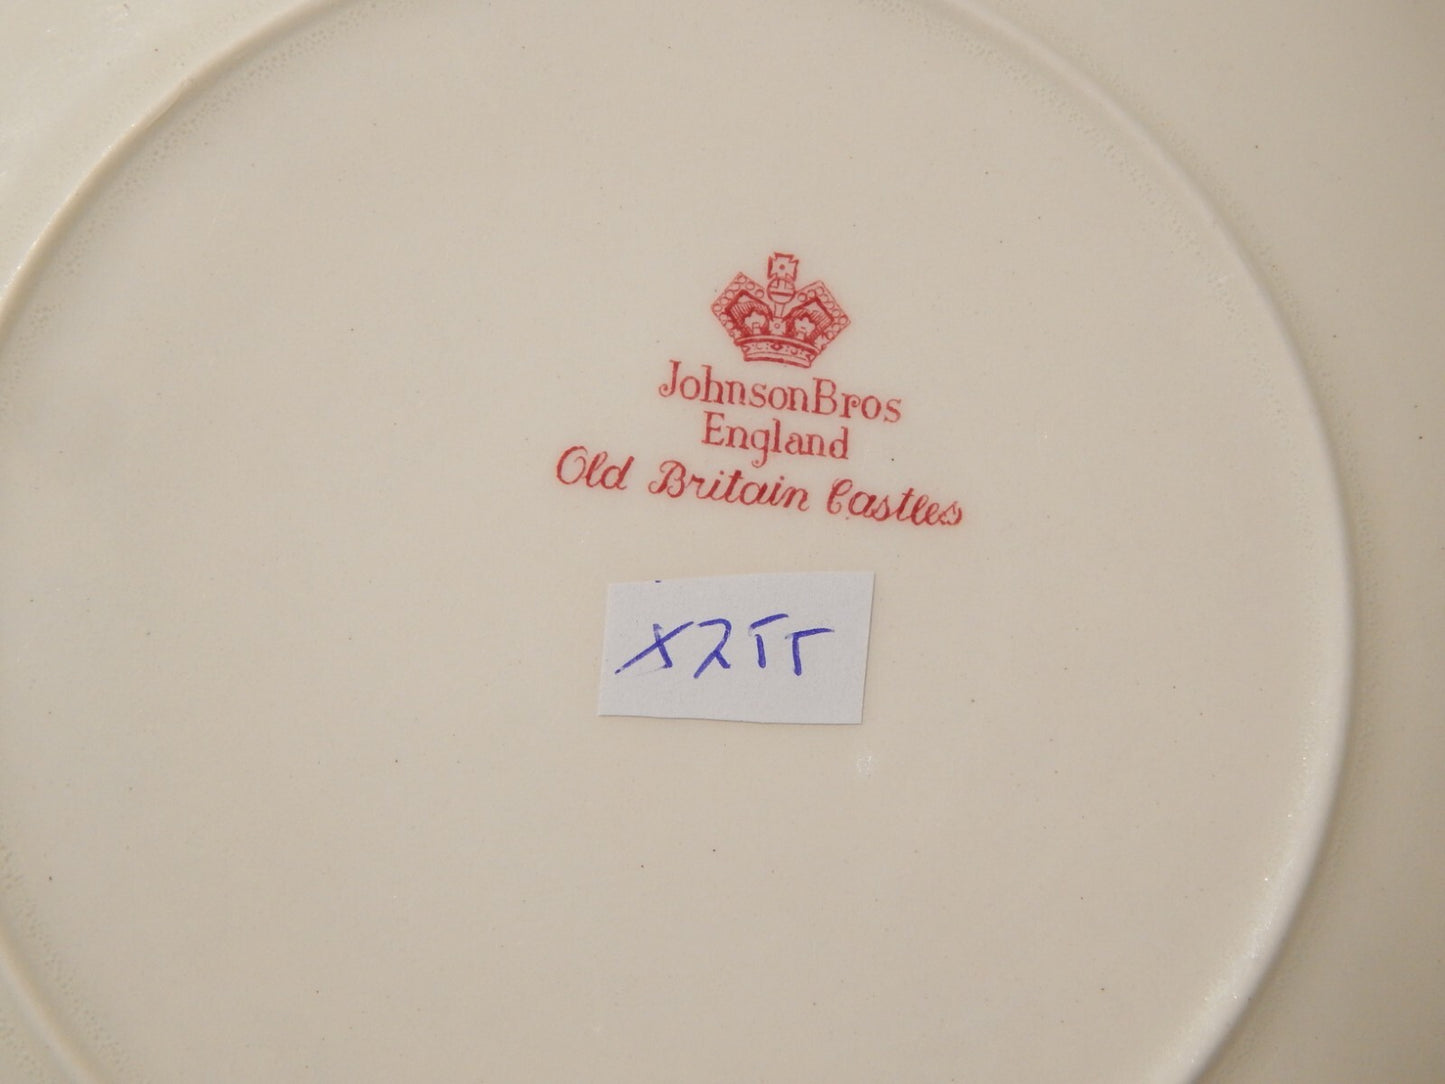 JohnsonBros
England
Old Britain Castles